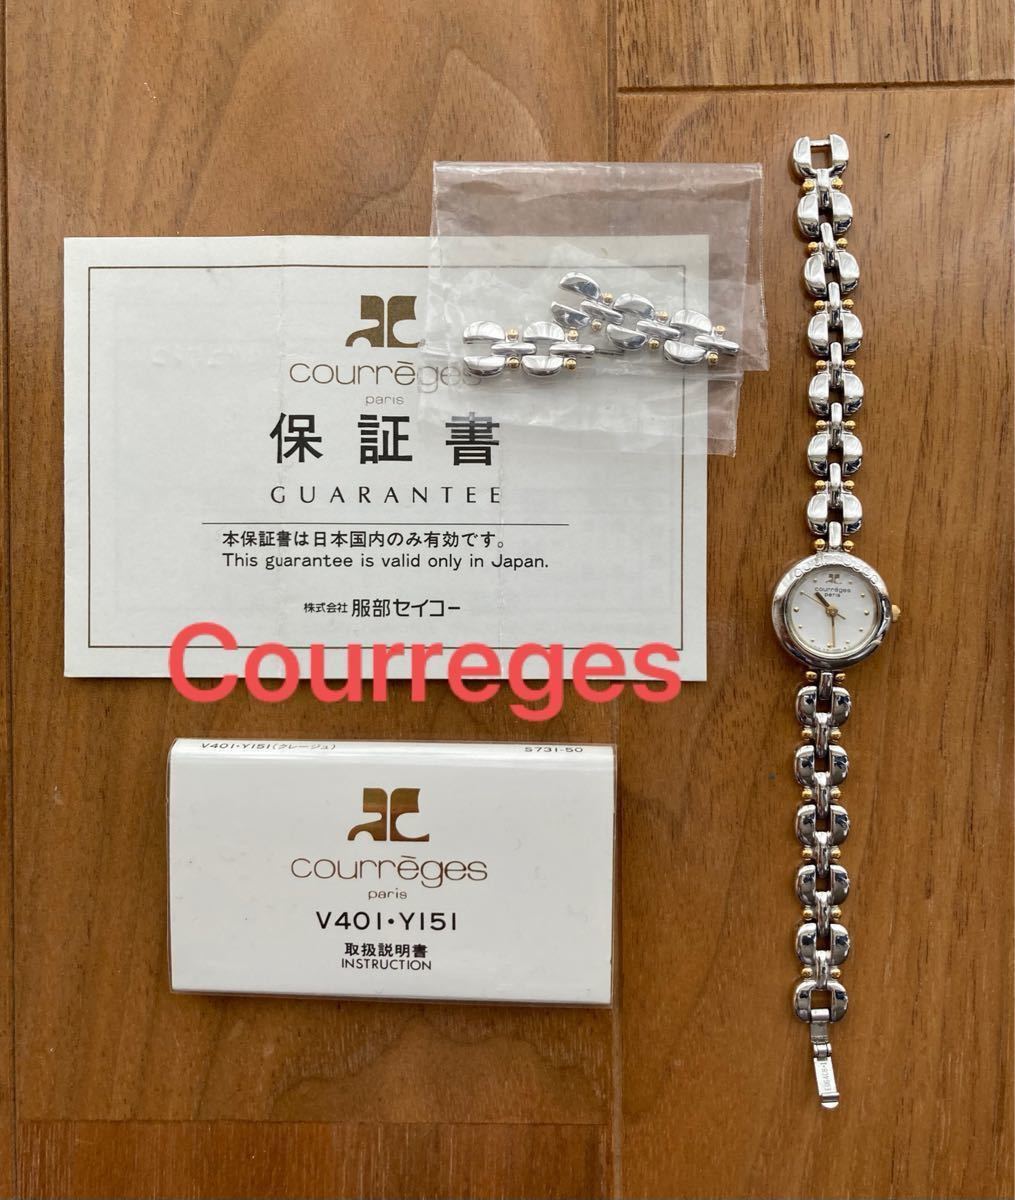 courrèges
paris
保証書
GUARANTEE
本保証書は日本国内のみ有効です。
This guarantee is valid only in Japan.
株式会社 服部セイコー
Courreges
V401・Y151(クレージュ) S731-50
courrèges
paris
V401・Y151
取扱説明書
INSTRUCTION
courrèges
paris